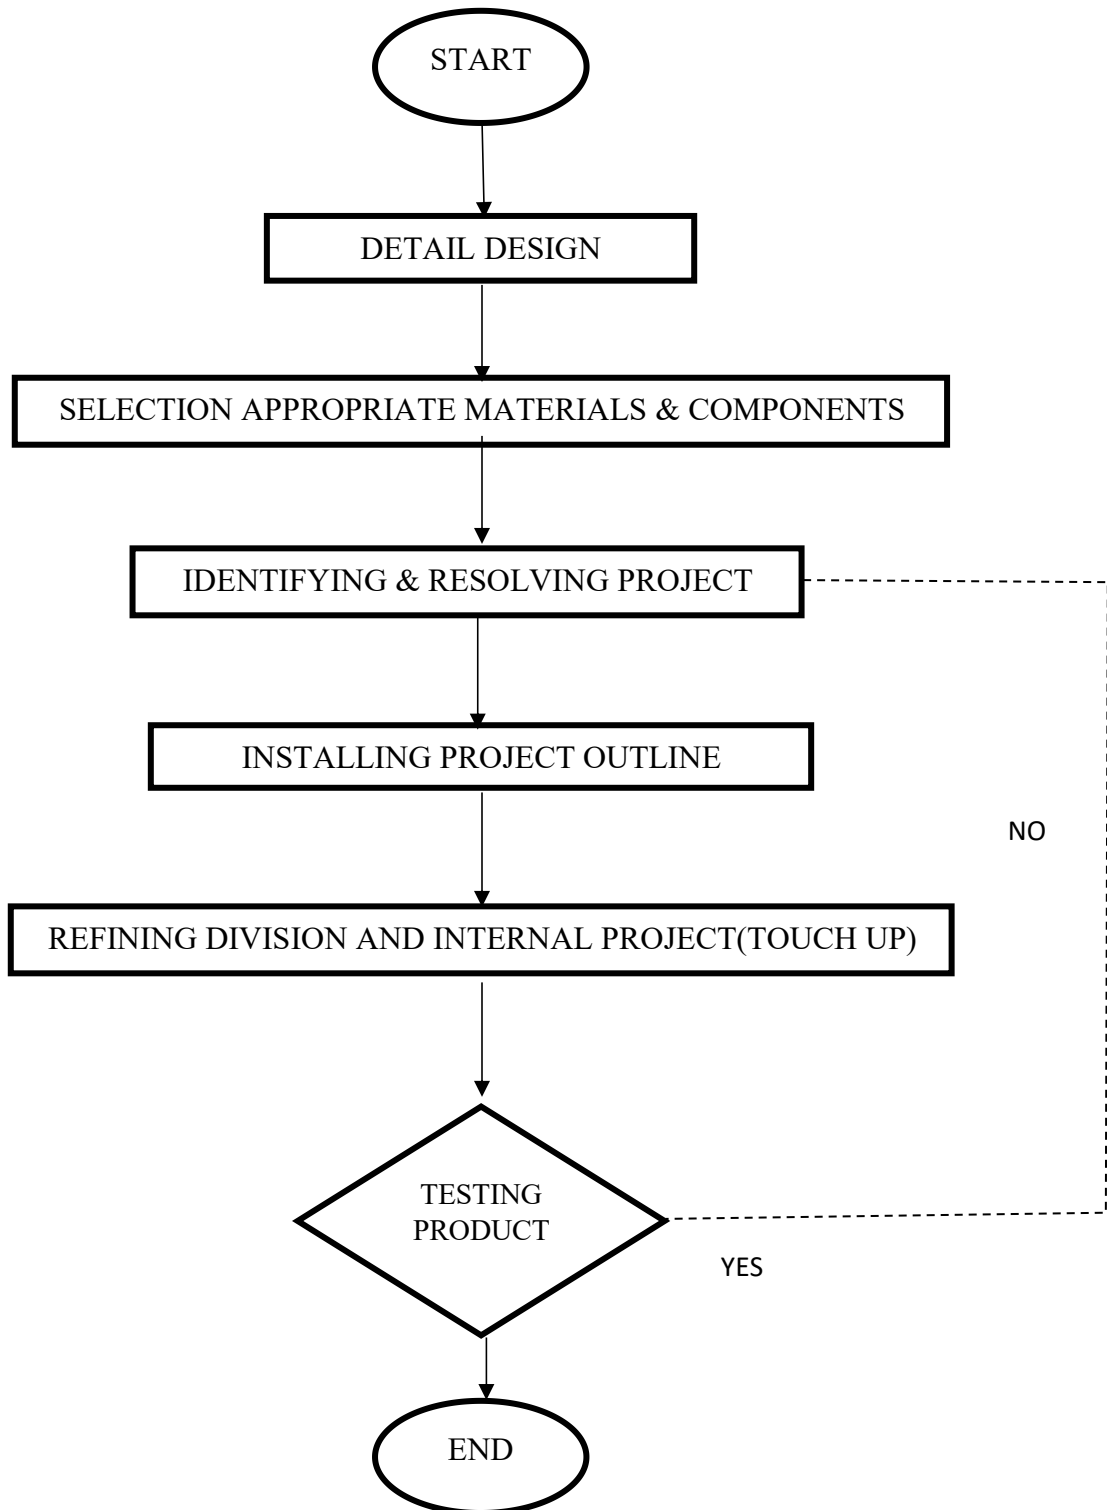 START
DETAIL DESIGN
SELECTION APPROPRIATE MATERIALS & COMPONENTS
IDENTIFYING & RESOLVING PROJECT
INSTALLING PROJECT OUTLINE
NO
REFINING DIVISION AND INTERNAL PROJECT(TOUCH UP)
TESTING
PRODUCT
YES
END